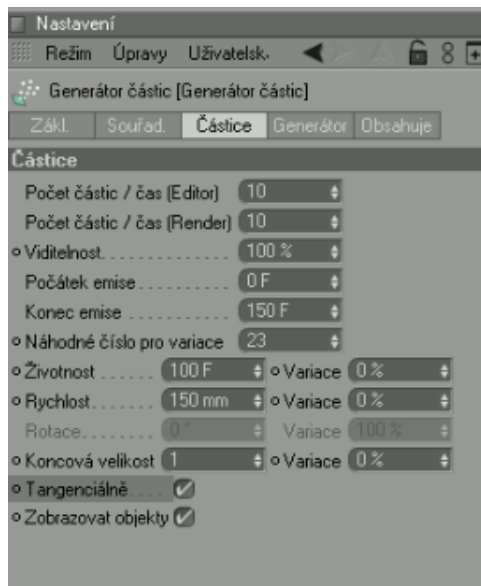 Nastavení
Režim Úpravy Uživatelsk.
Generátor částic [Generátor částic]
Zákl. Souřad. Částice Generátor Obsahuje
Částice
Počet částic / čas (Editor) 10
Počet částic / čas (Render) 10
Viditelnost. . . . . . . . . . . . . 100 %
Počátek emise . . . . . . . . . . 0 F
Konec emise . . . . . . . . . . . 150 F
Náhodné číslo pro variace 23
Životnost . . . . . . 100 F Variace 0 %
Rychlost. . . . . . . 150 mm Variace 0 %
Rotace. . . . . . . . 0 ° Variace 100 %
Koncová velikost 1 Variace 0 %
Tangenciálně. . . .
Zobrazovat objekty